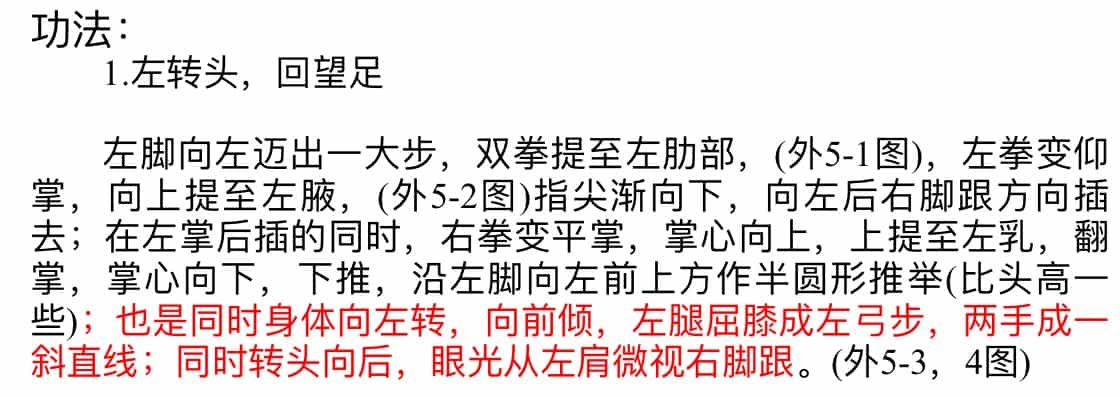 功法：
1.左转头，回望足
左脚向左迈出一大步，双拳提至左肋部，(外5-1图)，左拳变仰
掌，向上提至左腋，(外5-2图)指尖渐向下，向左后右脚跟方向插
去；在左掌后插的同时，右拳变平掌，掌心向上，上提至左乳，翻
掌，掌心向下，下推，沿左脚向左前上方作半圆形推举(比头高一
些)；也是同时身体向左转，向前倾，左腿屈膝成左弓步，两手成一
斜直线；同时转头向后，眼光从左肩微视右脚跟。(外5-3，4图)